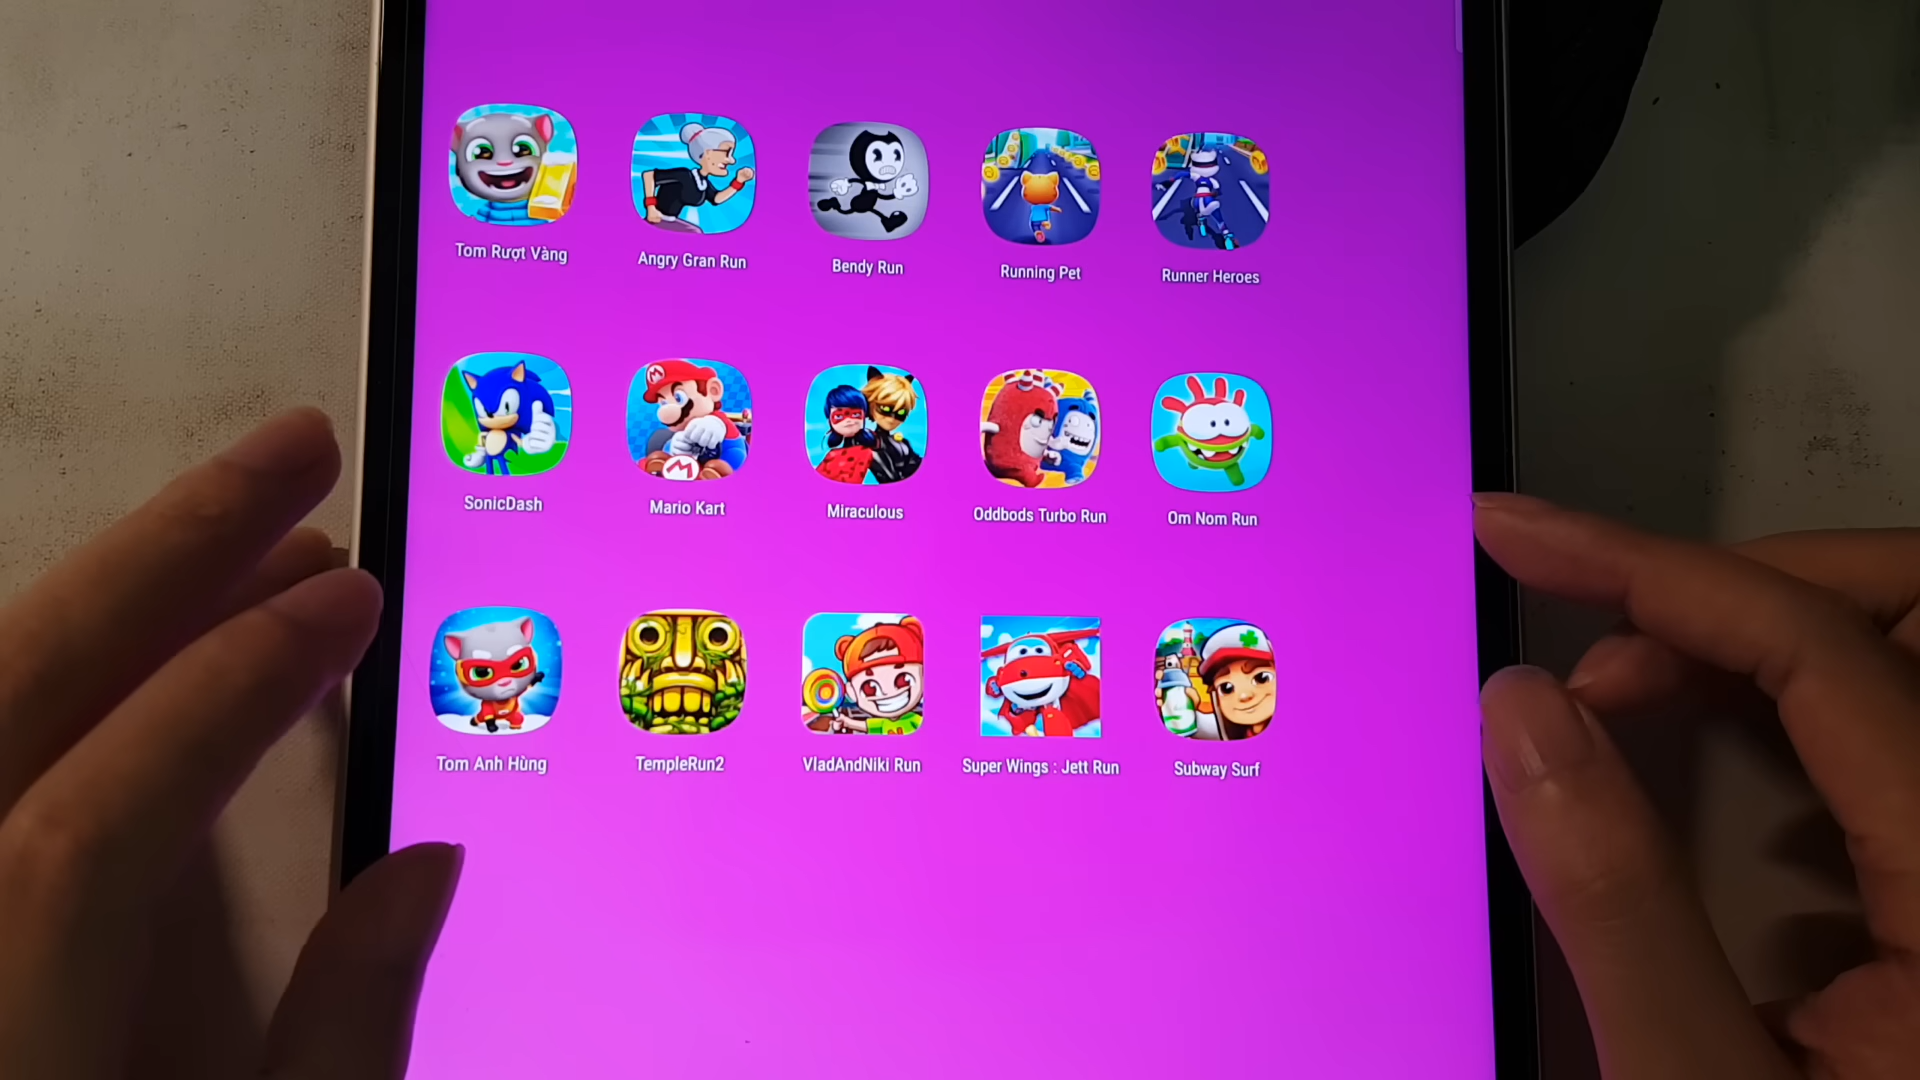 Tom Rượt Vàng
Angry Gran Run
Bendy Run
Running Pet
Runner Heroes
SonicDash
Mario Kart
Miraculous
Oddbods Turbo Run
Om Nom Run
Tom Anh Hùng
TempleRun2
VladAndNiki Run
Super Wings : Jett Run
Subway Surf